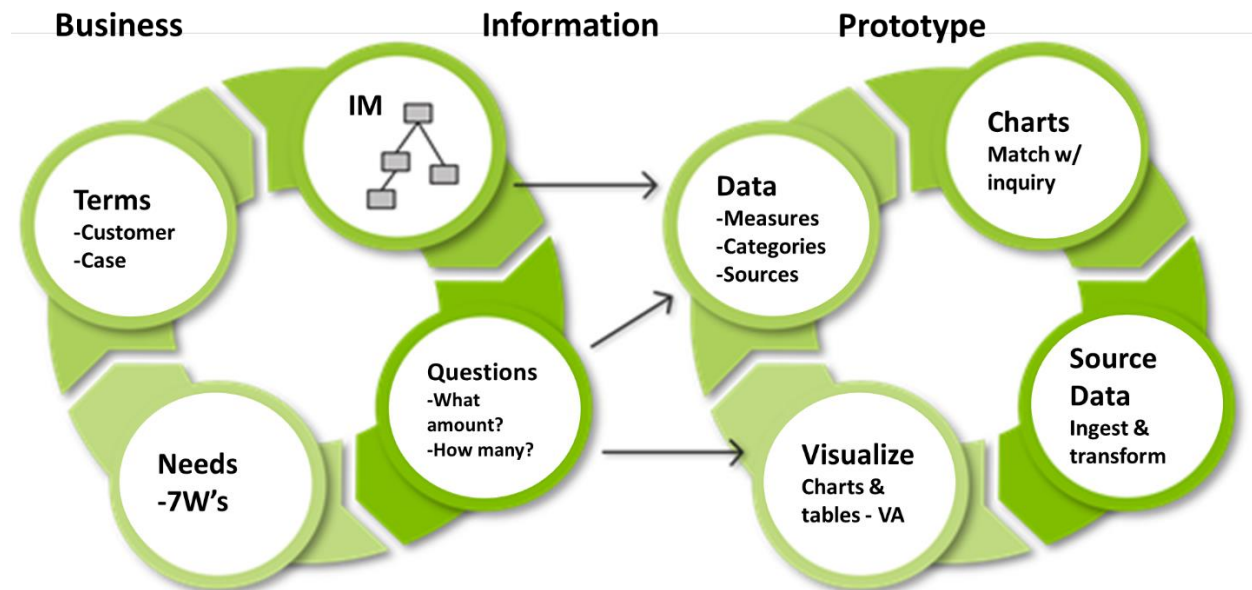 Business
Information
Prototype
IM
Terms
-Customer
-Case
Questions
-What
amount?
-How many?
Needs
-7W’s
Charts
Match w/
inquiry
Data
-Measures
-Categories
-Sources
Source
Data
Ingest &
transform
Visualize
Charts &
tables - VA